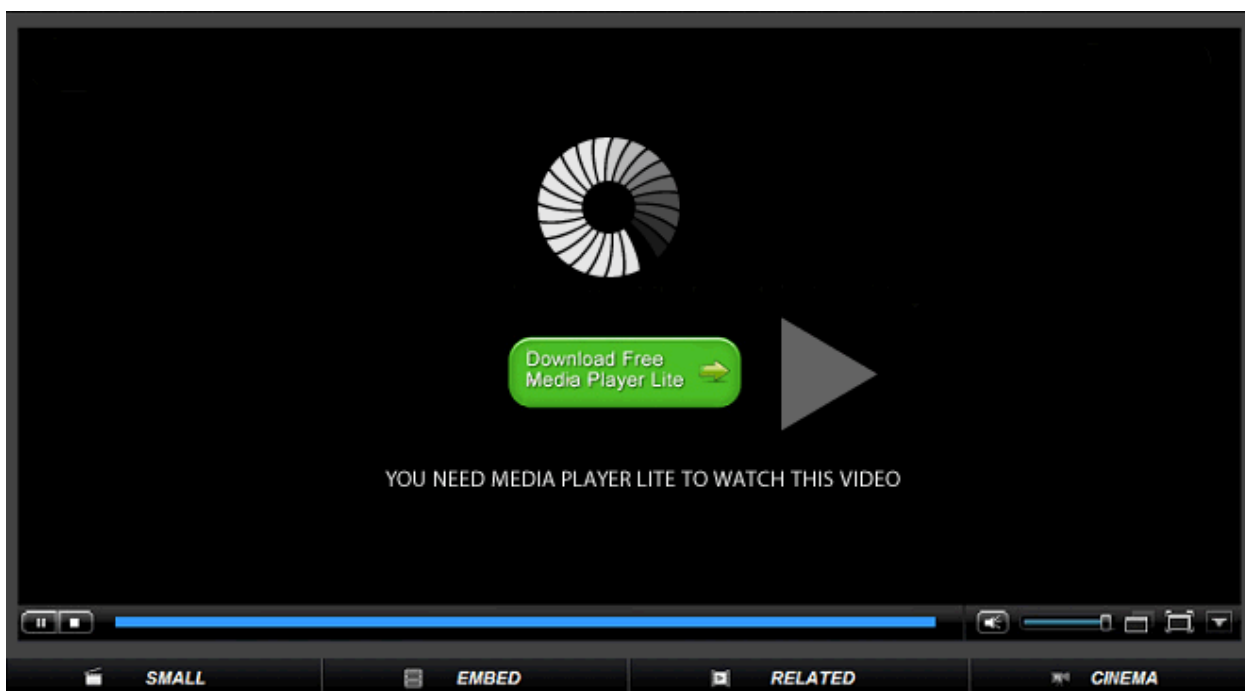 Download Free
Media Player Lite
YOU NEED MEDIA PLAYER LITE TO WATCH THIS VIDEO
SMALL
EMBED
RELATED
CINEMA